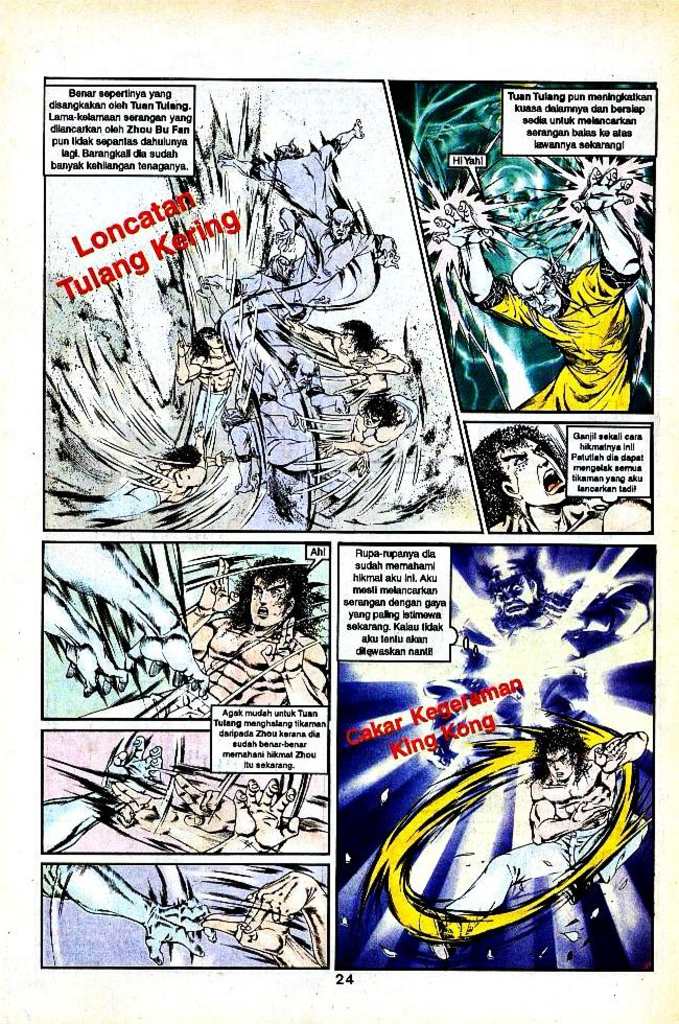 Benar sepertinya yang
disangkakan oleh Tuan Tulang.
Lama-kelamaan serangan yang
dilancarkan oleh Zhou Bu Fan
pun tidak sepantas dahulunya
lagi. Barangkali dia sudah
banyak kehilangan tenaganya.
Loncatan
Tulang Kering
Tuan Tulang pun meningkatkan
kuasa dalamnya dan bersiap
sedia untuk melancarkan
serangan balas ke atas
lawannya sekarang!
Hi Yah!
Ganjil sekali cara
hikmatnya ini!
Patutlah dia dapat
mengelak semua
tikaman yang aku
lancarkan tadi!
Ah!
Agak mudah untuk Tuan
Tulang menghalang tikaman
daripada Zhou kerana dia
sudah benar-benar
memahami hikmat Zhou
itu sekarang.
Rupa-rupanya dia
sudah memahami
hikmat aku ini. Aku
mesti melancarkan
serangan dengan gaya
yang paling istimewa
sekarang. Kalau tidak
aku tentu akan
ditewaskan nanti!
Cakar Kegeraman
King Kong
24